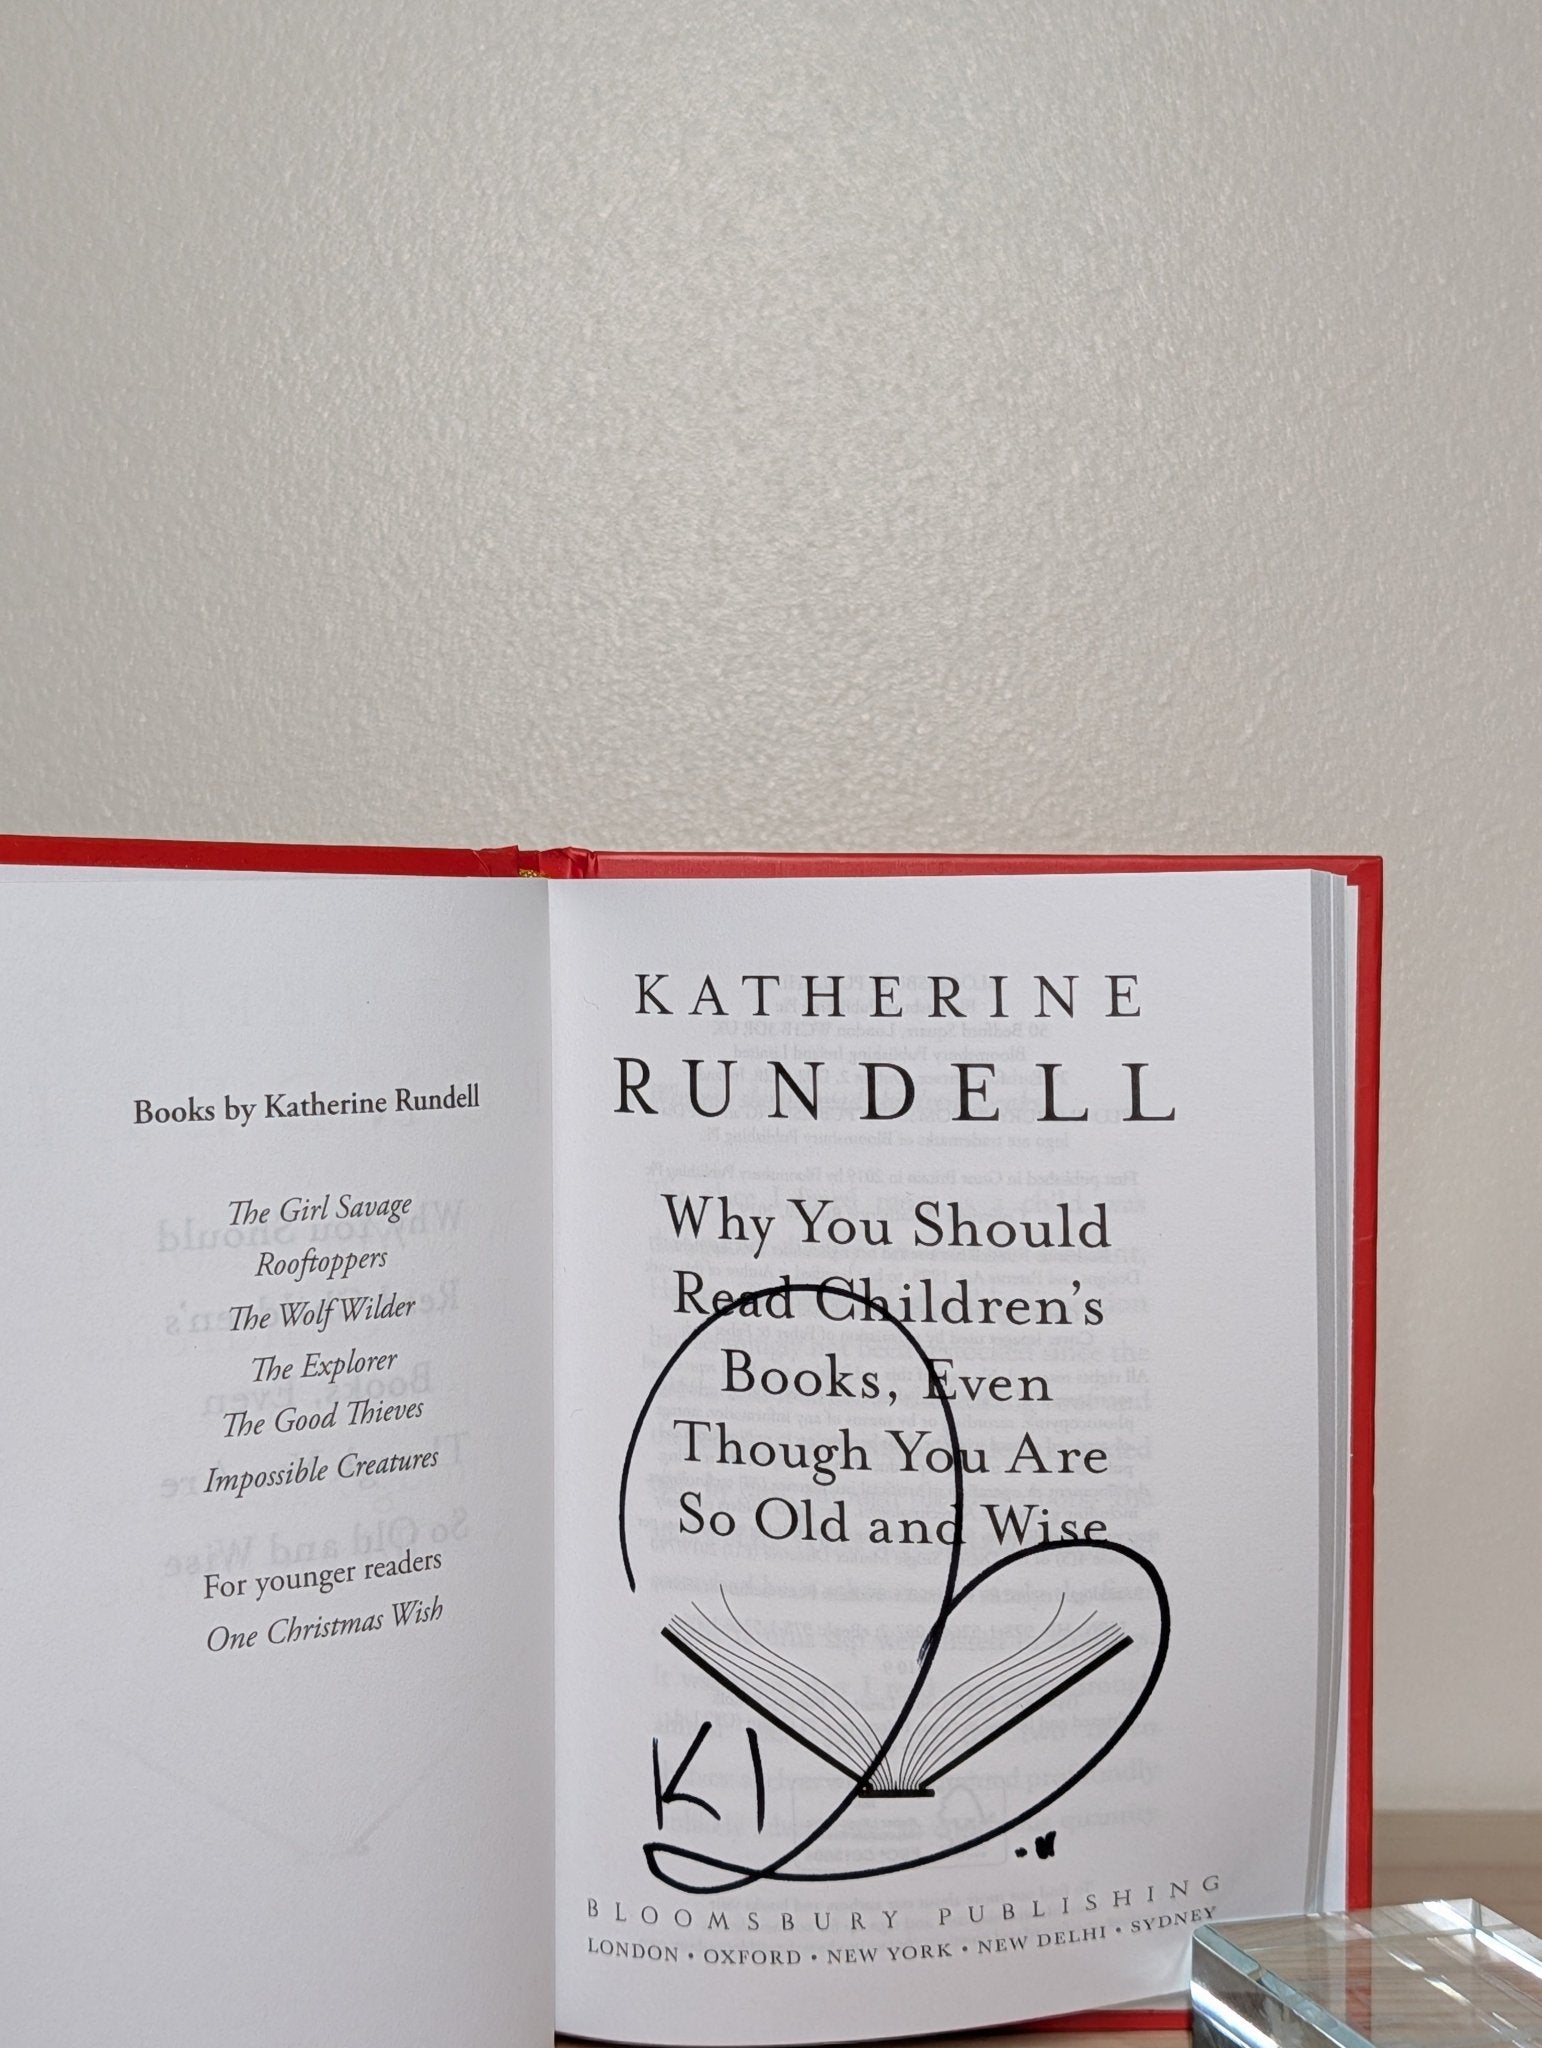 Books by Katherine Rundell
The Girl Savage
Rooftoppers
The Wolf Wilder
The Explorer
The Good Thieves
Impossible Creatures
For younger readers
One Christmas Wish
KATHERINE
RUNDELL
Why You Should
Read Children's
Books, Even
Though You Are
So Old and Wise
BLOOMSBURY PUBLISHING
LONDON • OXFORD • NEW YORK • NEW DELHI • SYDNEY